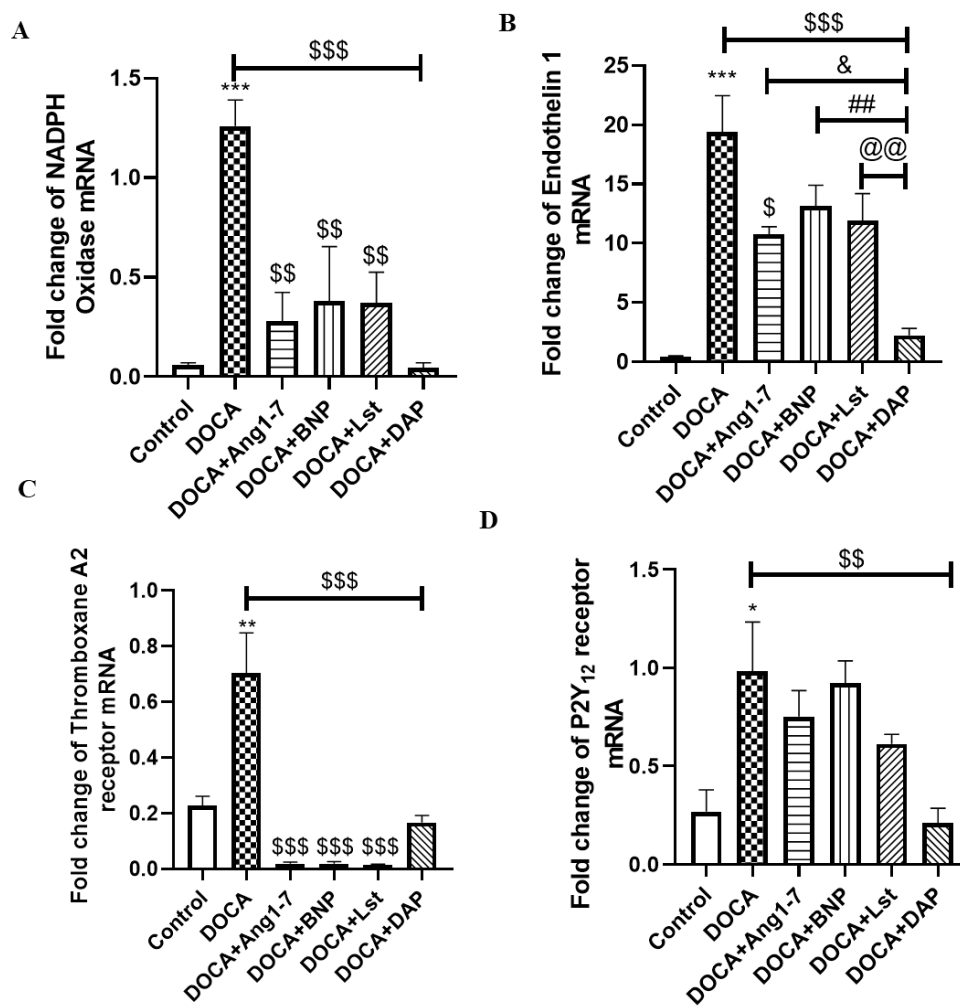 A
Fold change of NADPH
Oxidase mRNA
1.5
1.0
0.5
0.0
$$$
***
$$
$$
$$
Control
DOCA
DOCA+Ang1-7
DOCA+BNP
DOCA+Lst
DOCA+DAP
B
Fold change of Endothelin 1
mRNA
25
20
15
10
5
0
$$$
&
##
@@
***
$
Control
DOCA
DOCA+Ang1-7
DOCA+BNP
DOCA+Lst
DOCA+DAP
C
Fold change of Thromboxane A2
receptor mRNA
1.0
0.8
0.6
0.4
0.2
0.0
$$$
**
$$$
$$$
$$$
Control
DOCA
DOCA+Ang1-7
DOCA+BNP
DOCA+Lst
DOCA+DAP
D
Fold change of P2Y₁₂ receptor
mRNA
1.5
1.0
0.5
0.0
$$
*
Control
DOCA
DOCA+Ang1-7
DOCA+BNP
DOCA+Lst
DOCA+DAP